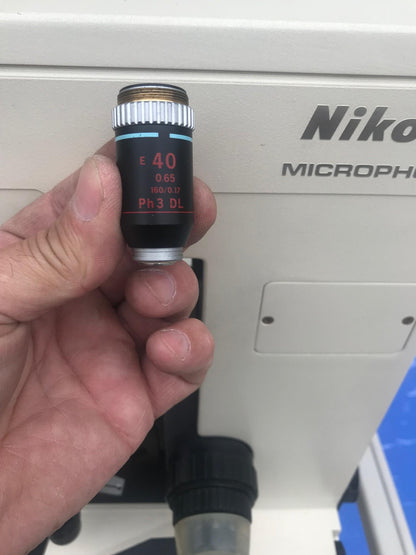 Niko
MICROPH
E 40
0.65
160/0.17
Ph3 DL